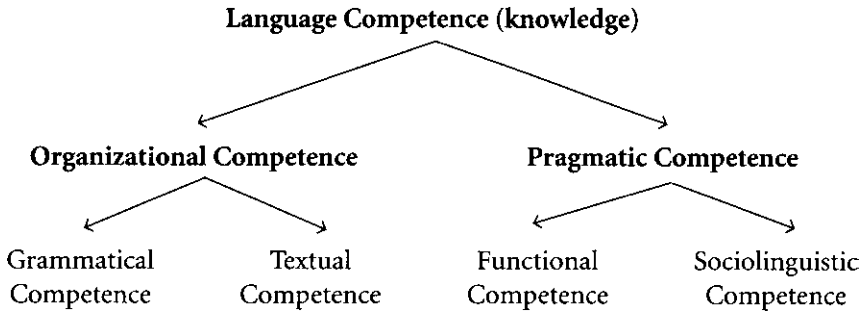 Language Competence (knowledge)
Organizational Competence
Pragmatic Competence
Grammatical
Competence
Textual
Competence
Functional
Competence
Sociolinguistic
Competence